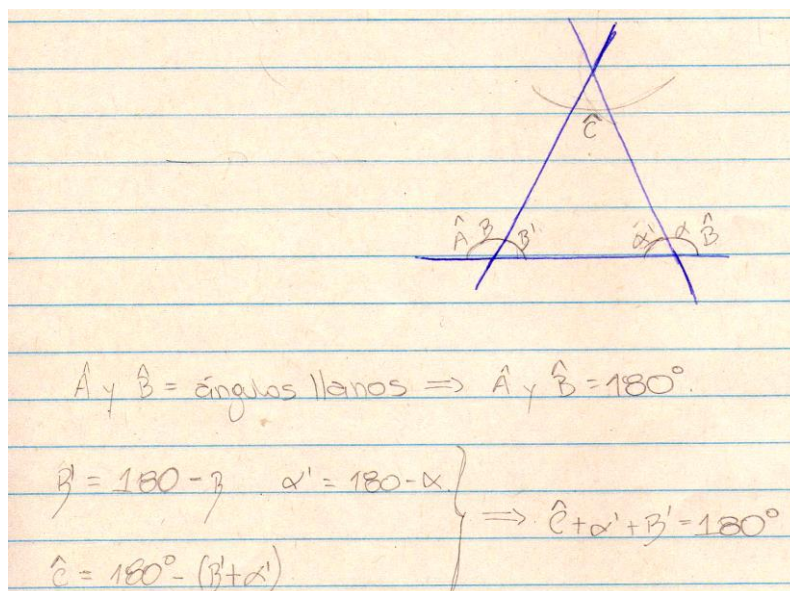 Ĉ
Â β β' α' α B̂
Â y B̂ = ángulos llanos ⇒ Â y B̂ = 180°.
β' = 180 - β α' = 180 - α
⇒ Ĉ + α' + β' = 180°
Ĉ = 180° - (β' + α')